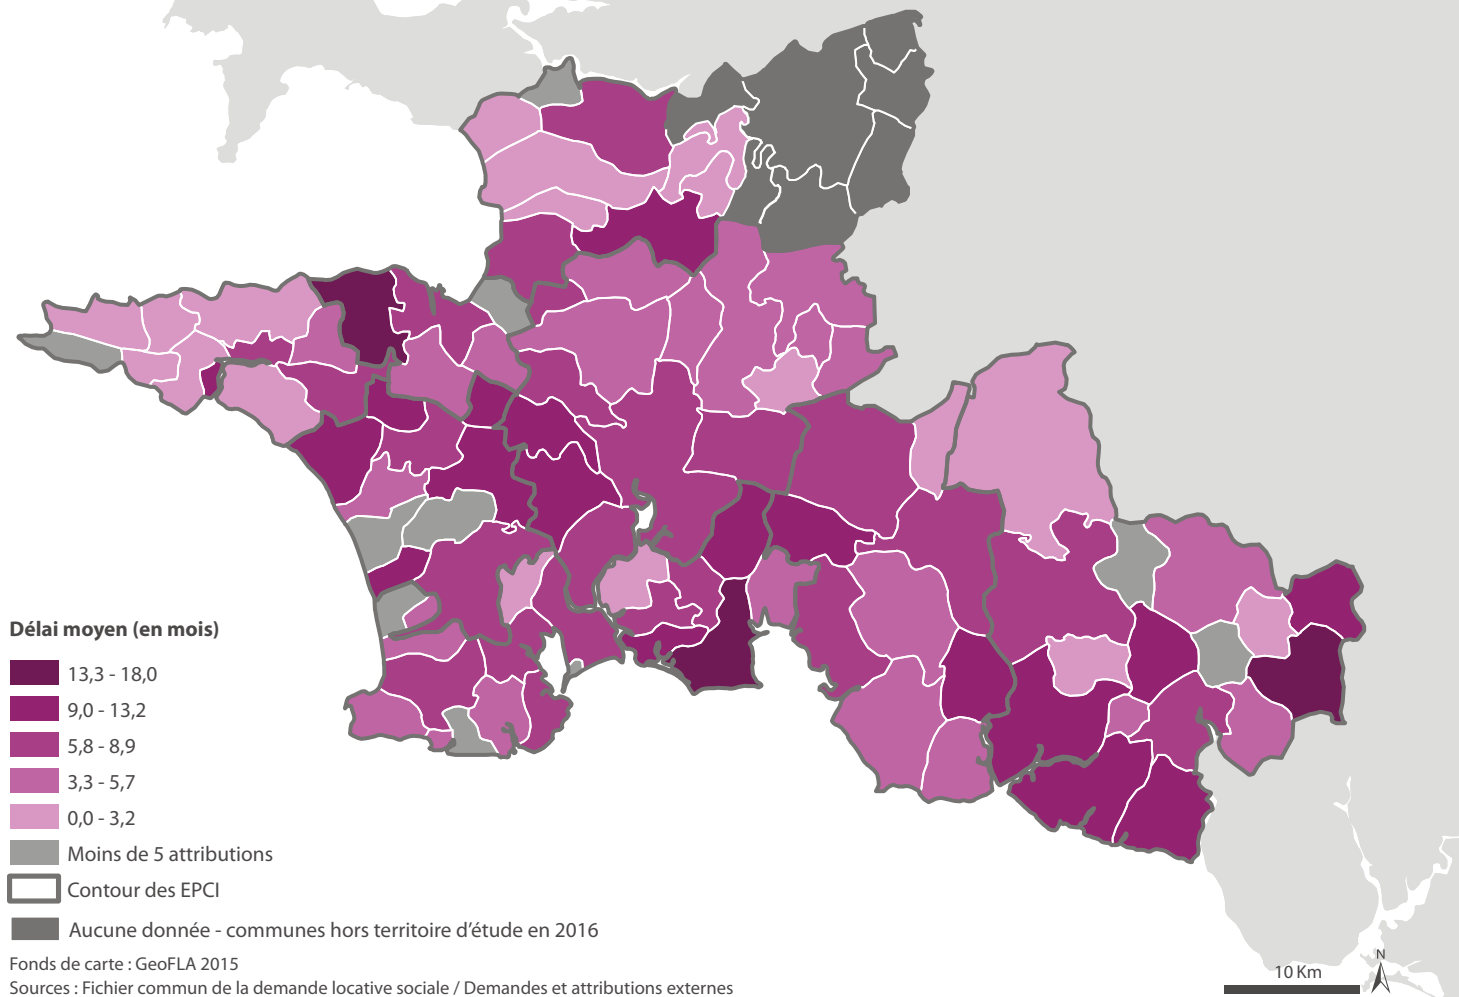 Délai moyen (en mois)
13,3 - 18,0
9,0 - 13,2
5,8 - 8,9
3,3 - 5,7
0,0 - 3,2
Moins de 5 attributions
Contour des EPCI
Aucune donnée - communes hors territoire d'étude en 2016
Fonds de carte : GeoFLA 2015
Sources : Fichier commun de la demande locative sociale / Demandes et attributions externes
10 Km
N